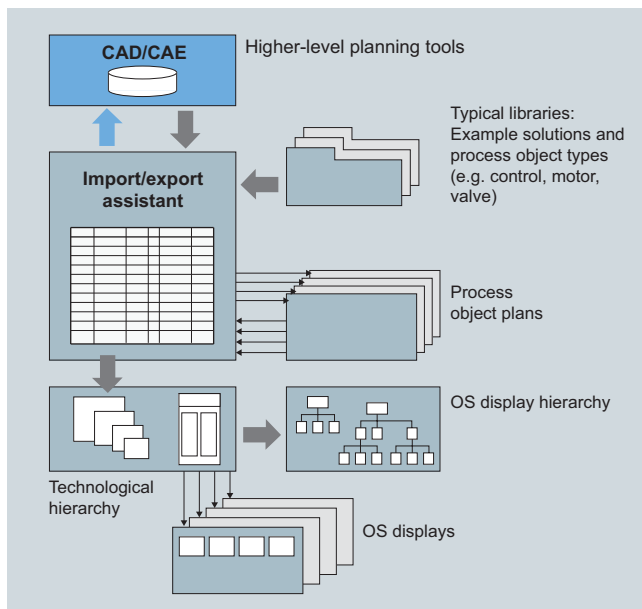 CAD/CAE
Higher-level planning tools
Typical libraries:
Example solutions and
process object types
(e.g. control, motor,
valve)
Import/export
assistant
Process
object plans
OS display hierarchy
Technological
hierarchy
OS displays